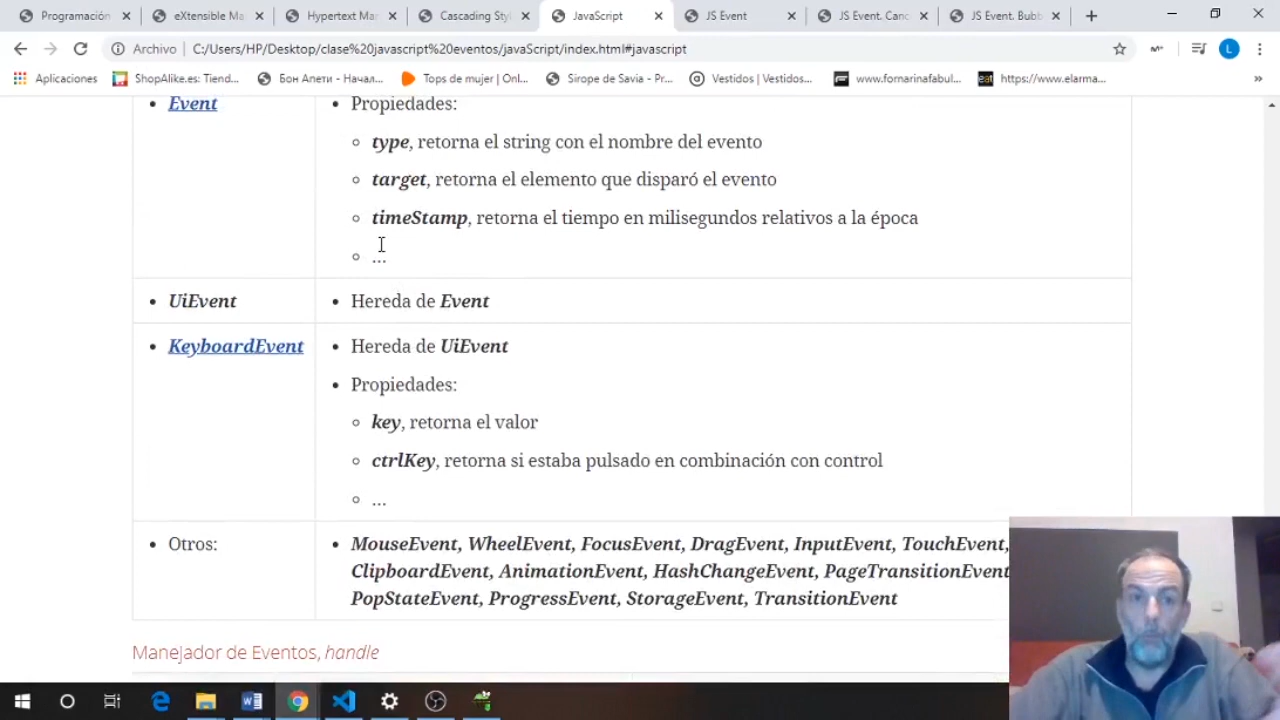 Programación
eXtensible Ma
Hypertext Mar
Cascading Styl
JavaScript
JS Event
JS Event. Canc
JS Event. Bubb
Archivo
C:/Users/HP/Desktop/clase%20javascript%20eventos/javaScript/index.html#javascript
L
Aplicaciones
ShopAlike.es: Tiend...
Бон Апети - Начал...
Tops de mujer | Onl...
Sirope de Savia - Pr...
Vestidos | Vestidos...
www.fornarinafabul...
eat
https://www.elarma...
»
• Event
• Propiedades:
◦ type, retorna el string con el nombre del evento
◦ target, retorna el elemento que disparó el evento
◦ timeStamp, retorna el tiempo en milisegundos relativos a la época
◦ ...
• UiEvent
• Hereda de Event
• KeyboardEvent
• Hereda de UiEvent
• Propiedades:
◦ key, retorna el valor
◦ ctrlKey, retorna si estaba pulsado en combinación con control
◦ ...
• Otros:
• MouseEvent, WheelEvent, FocusEvent, DragEvent, InputEvent, TouchEvent,
ClipboardEvent, AnimationEvent, HashChangeEvent, PageTransitionEvent
PopStateEvent, ProgressEvent, StorageEvent, TransitionEvent
Manejador de Eventos, handle